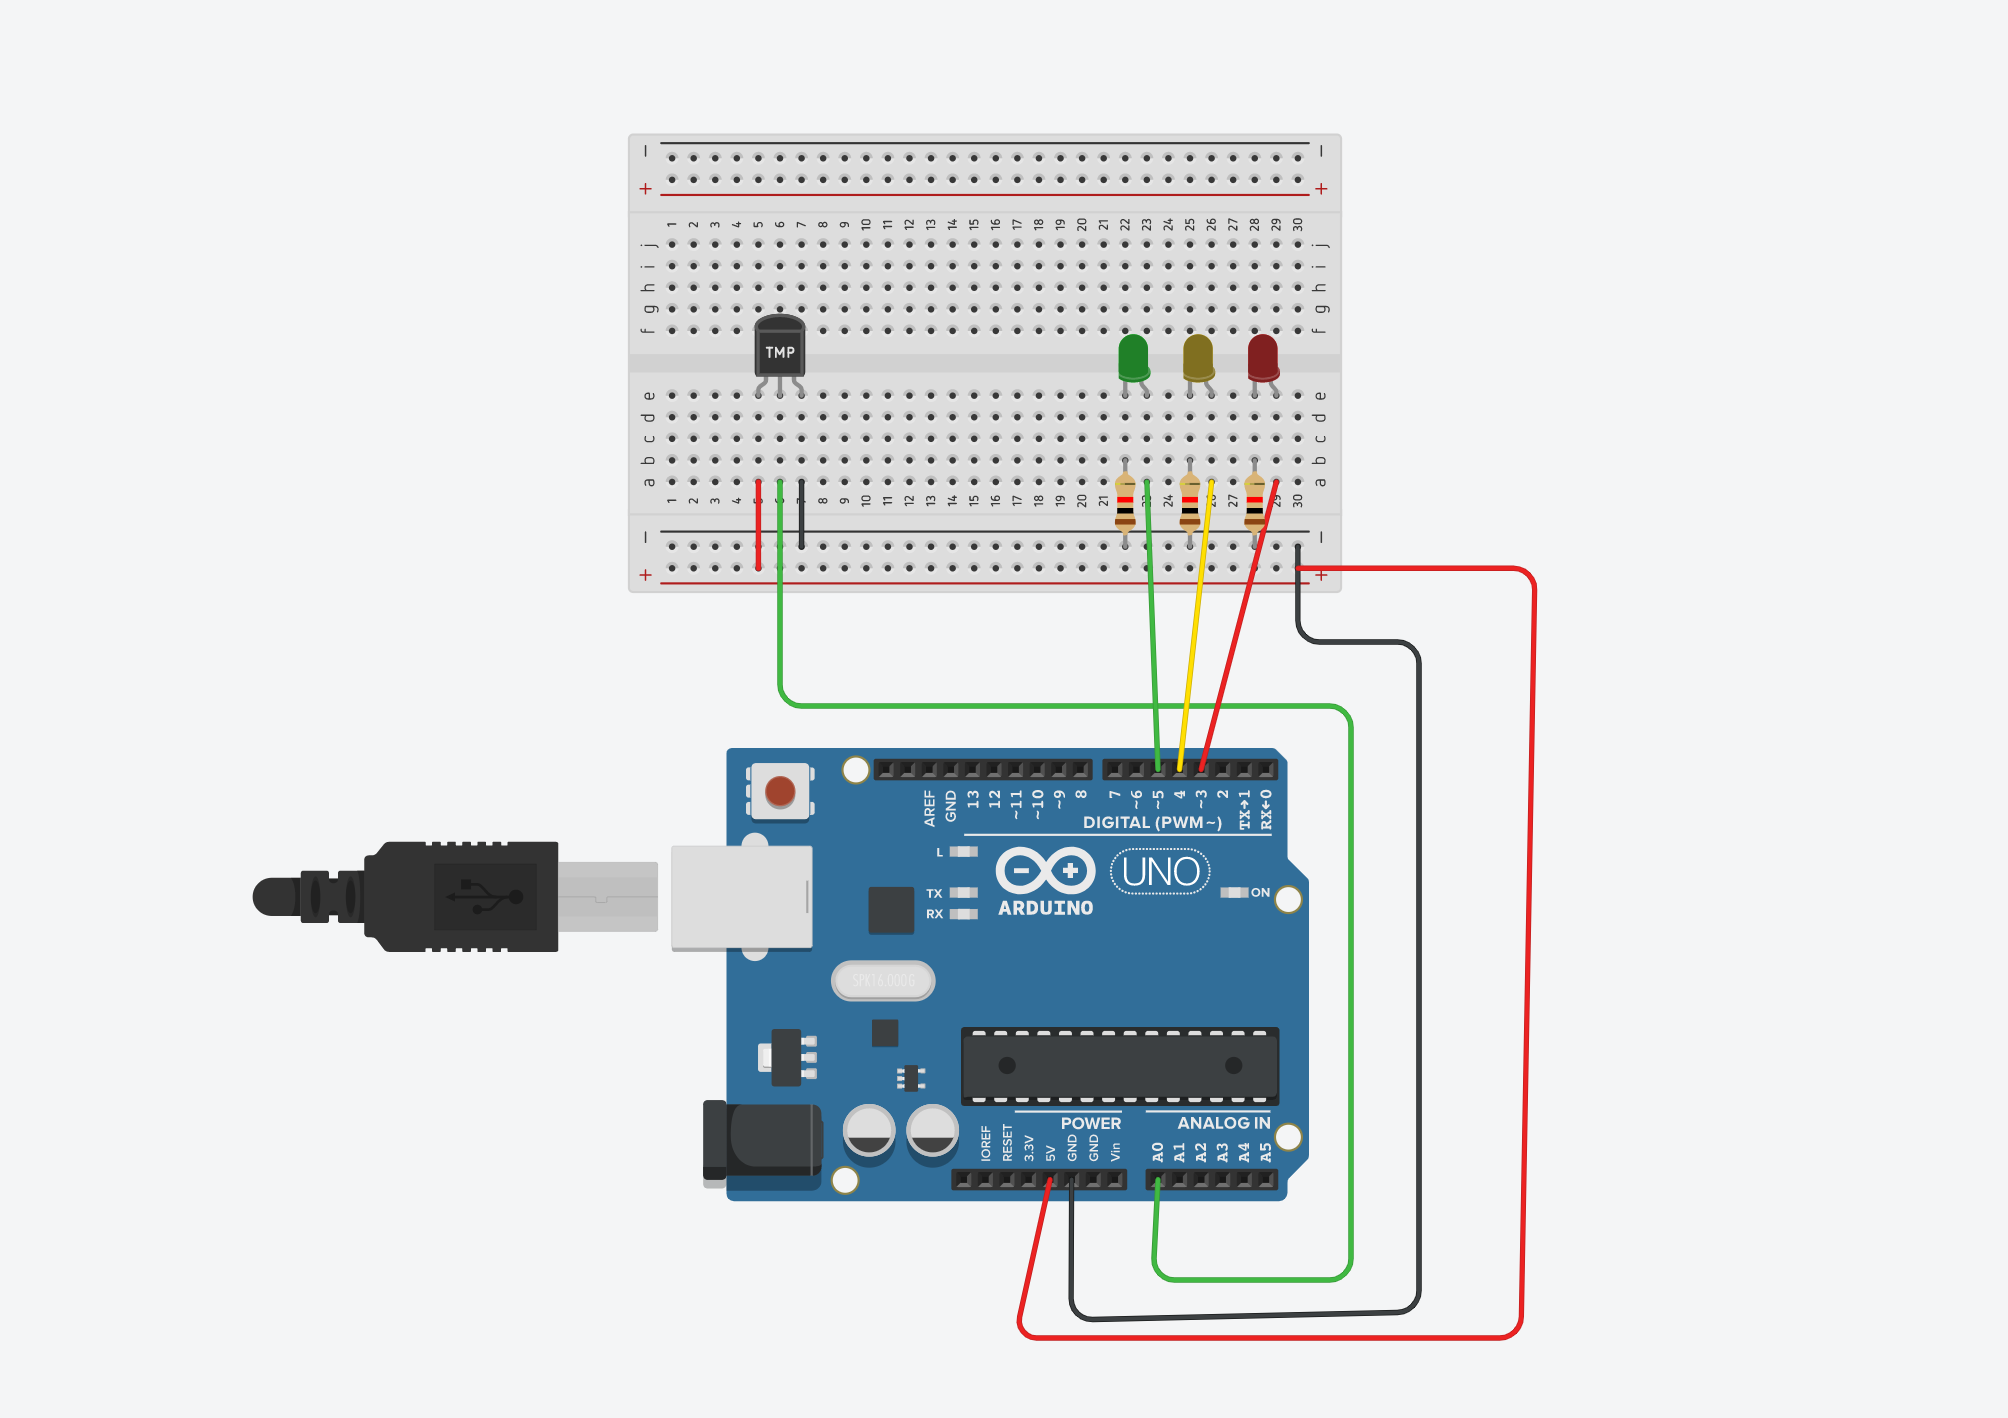 − −
+ +
1 2 3 4 5 6 7 8 9 10 11 12 13 14 15 16 17 18 19 20 21 22 23 24 25 26 27 28 29 30
j j
i i
h h
g g
f f
TMP
e e
d d
c c
b b
a a
1 2 3 4 5 6 7 8 9 10 11 12 13 14 15 16 17 18 19 20 21 23 24 26 27 29 30
− −
+ +
AREF GND 13 12 ~11 ~10 ~9 8 7 ~6 ~5 4 ~3 2 TX→1 RX←0
DIGITAL (PWM~)
L
UNO
TX
ON
RX
ARDUINO
SPK16.000G
POWER
ANALOG IN
IOREF RESET 3.3V 5V GND GND Vin A0 A1 A2 A3 A4 A5